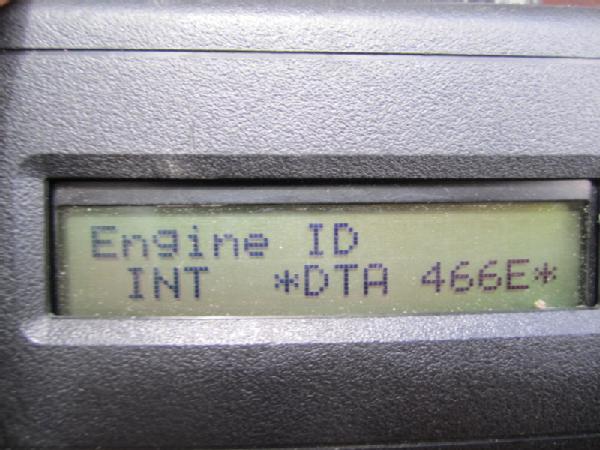 Engine ID
INT *DTA 466E*